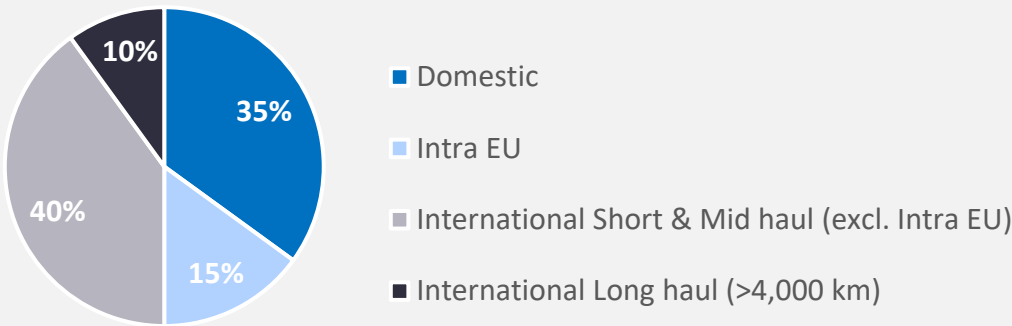 10%
35%
40%
15%
Domestic
Intra EU
International Short & Mid haul (excl. Intra EU)
International Long haul (>4,000 km)